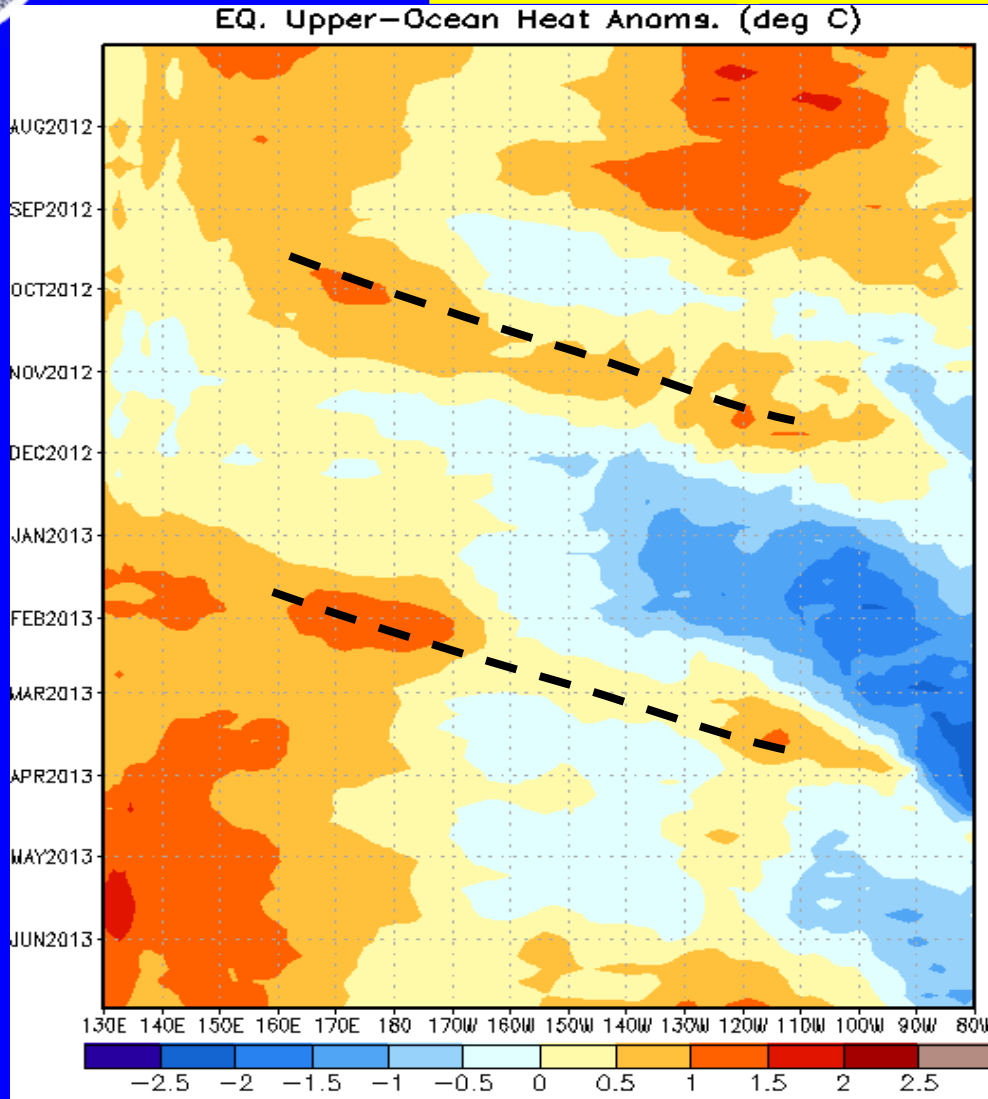 EQ. Upper-Ocean Heat Anoms. (deg C)
AUG2012
SEP2012
OCT2012
NOV2012
DEC2012
JAN2013
FEB2013
MAR2013
APR2013
MAY2013
JUN2013
130E 140E 150E 160E 170E 180 170W 160W 150W 140W 130W 120W 110W 100W 90W 80W
-2.5 -2 -1.5 -1 -0.5 0 0.5 1 1.5 2 2.5